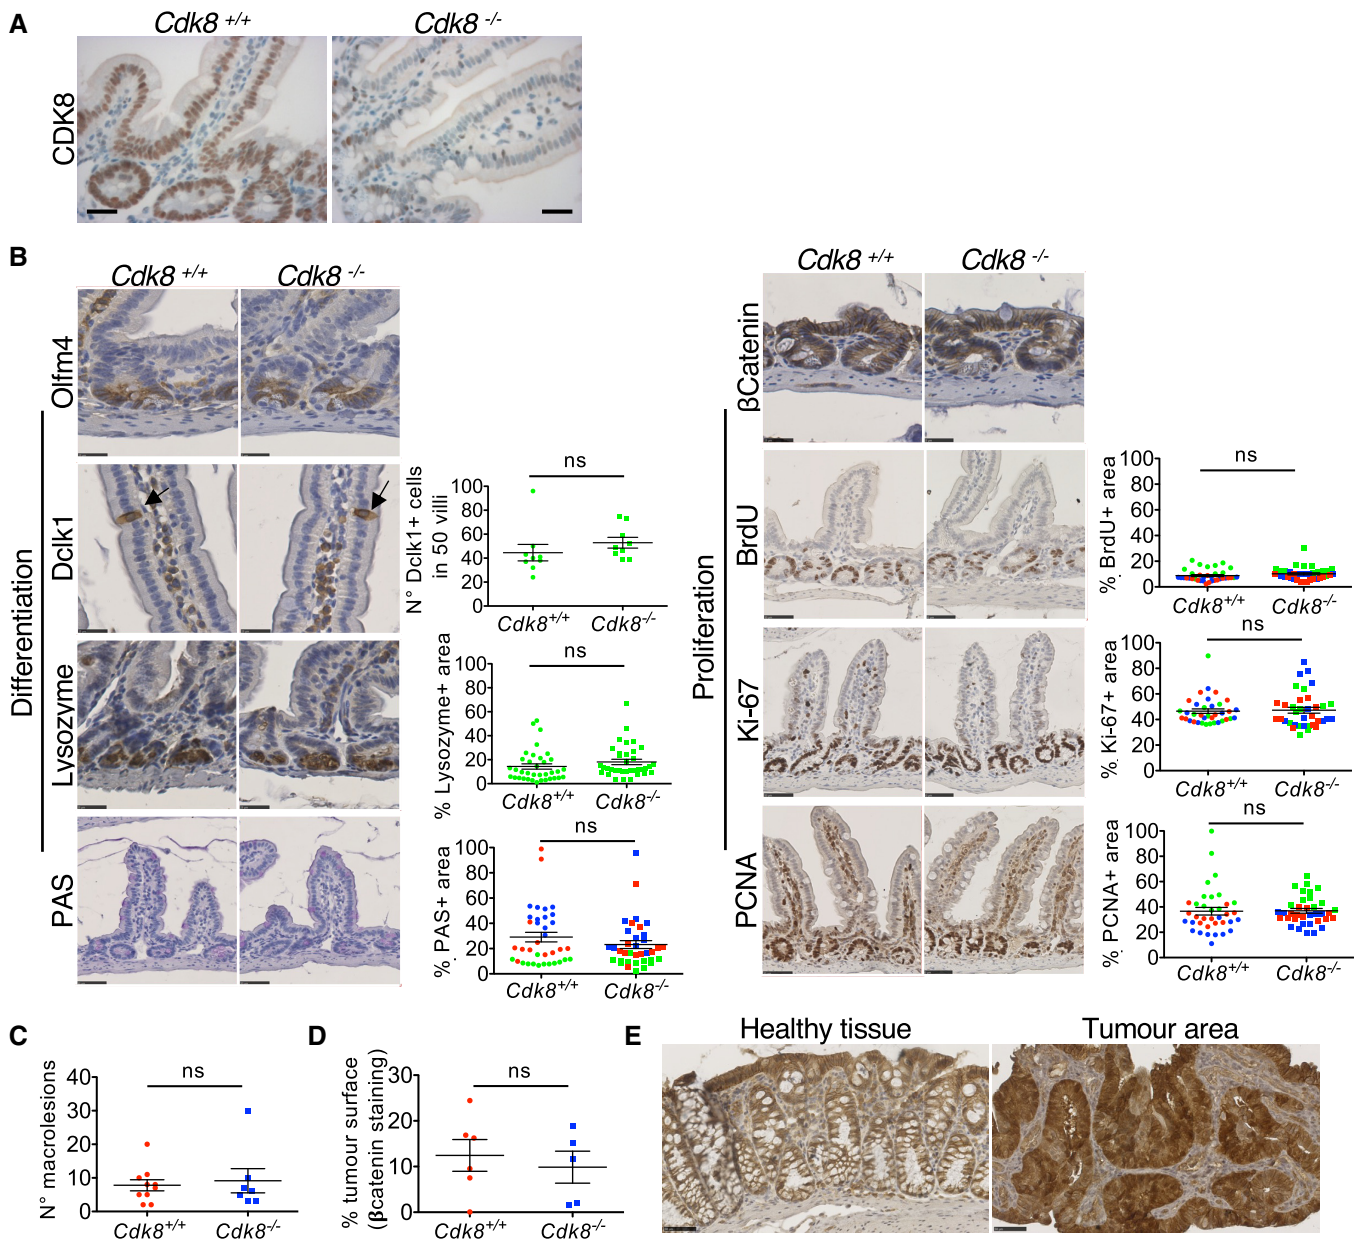 A
Cdk8 +/+
Cdk8 -/-
CDK8
B
Cdk8 +/+
Cdk8 -/-
Differentiation
Olfm4
Dclk1
N° Dclk1+ cells
in 50 villi
100
80
60
40
20
0
ns
Cdk8+/+
Cdk8-/-
Lysozyme
% Lysozyme+ area
100
80
60
40
20
0
ns
Cdk8+/+
Cdk8-/-
PAS
% PAS+ area
100
80
60
40
20
0
ns
Cdk8+/+
Cdk8-/-
Cdk8 +/+
Cdk8 -/-
βCatenin
Proliferation
BrdU
% BrdU+ area
100
80
60
40
20
0
ns
Cdk8+/+
Cdk8-/-
Ki-67
% Ki-67+ area
100
80
60
40
20
0
ns
Cdk8+/+
Cdk8-/-
PCNA
% PCNA+ area
100
80
60
40
20
0
ns
Cdk8+/+
Cdk8-/-
C
N° macrolesions
40
30
20
10
0
ns
Cdk8+/+
Cdk8-/-
D
% tumour surface
(βcatenin staining)
30
20
10
0
ns
Cdk8+/+
Cdk8-/-
E
Healthy tissue
Tumour area